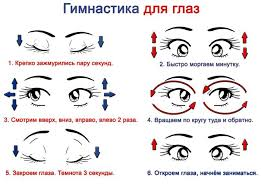 Гимнастика для глаз
1. Крепко зажмурились пару секунд.
2. Быстро моргаем минутку.
3. Смотрим вверх, вниз, вправо, влево 2 раза.
4. Вращаем по кругу туда и обратно.
5. Закроем глаза. Темнота 3 секунды.
6. Откроем глаза, начнём заниматься.